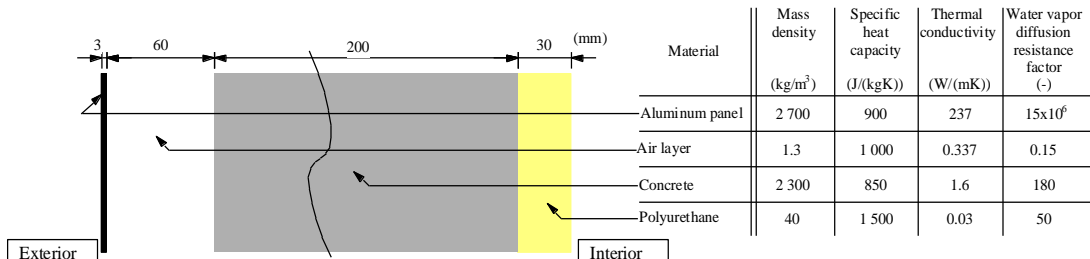 3 60 200 30 (mm)
Exterior Interior
Material Mass density (kg/m³) Specific heat capacity (J/(kgK)) Thermal conductivity (W/(mK)) Water vapor diffusion resistance factor (-)
Aluminum panel 2 700 900 237 15x10⁶
Air layer 1.3 1 000 0.337 0.15
Concrete 2 300 850 1.6 180
Polyurethane 40 1 500 0.03 50